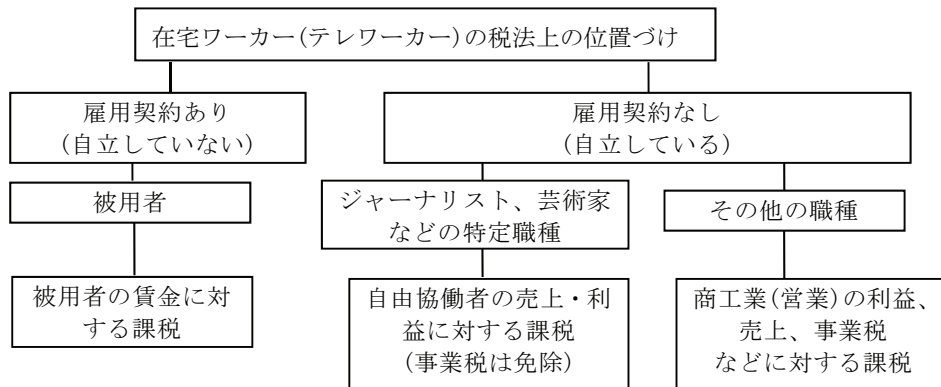 在宅ワーカー(テレワーカー)の税法上の位置づけ
雇用契約あり
(自立していない)
雇用契約なし
(自立している)
被用者
ジャーナリスト、芸術家
などの特定職種
その他の職種
被用者の賃金に対
する課税
自由協働者の売上・利
益に対する課税
(事業税は免除)
商工業(営業)の利益、
売上、事業税
などに対する課税